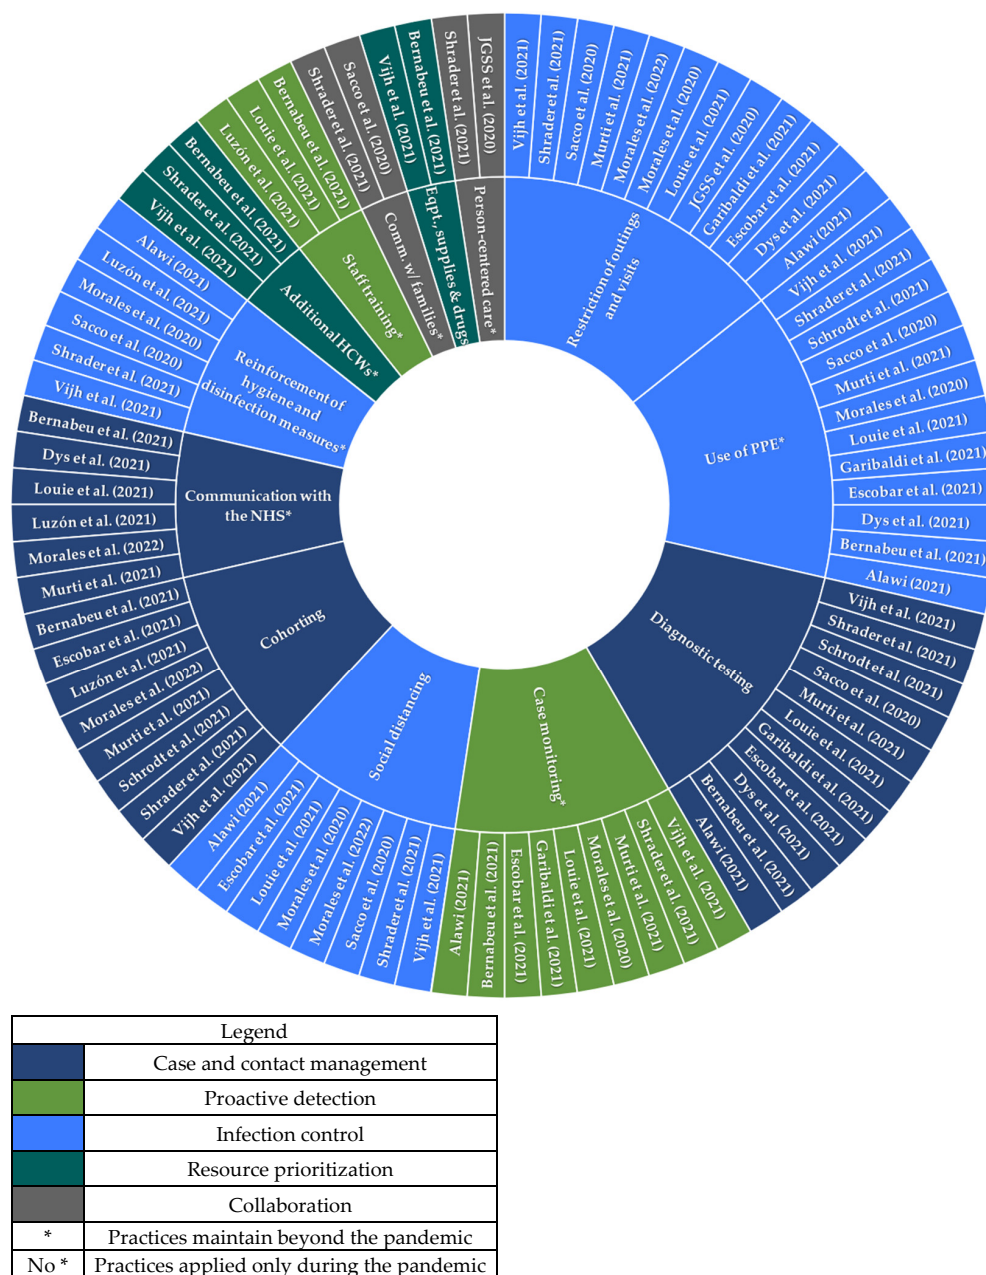 Vijh et al. (2021)
Shrader et al. (2021)
Sacco et al. (2020)
Murti et al. (2021)
Morales et al. (2022)
Morales et al. (2020)
Louie et al. (2021)
JGSS et al. (2020)
Garibaldi et al. (2021)
Escobar et al. (2021)
Dys et al. (2021)
Alawi (2021)
Restriction of outings
and visits
Vijh et al. (2021)
Shrader et al. (2021)
Schrodt et al. (2021)
Sacco et al. (2020)
Murti et al. (2021)
Morales et al. (2020)
Louie et al. (2021)
Garibaldi et al. (2021)
Escobar et al. (2021)
Dys et al. (2021)
Bernabeu et al. (2021)
Alawi (2021)
Use of PPE*
Vijh et al. (2021)
Shrader et al. (2021)
Schrodt et al. (2021)
Sacco et al. (2020)
Murti et al. (2021)
Louie et al. (2021)
Garibaldi et al. (2021)
Escobar et al. (2021)
Dys et al. (2021)
Bernabeu et al. (2021)
Alawi (2021)
Diagnostic testing
Vijh et al. (2021)
Shrader et al. (2021)
Murti et al. (2021)
Morales et al. (2020)
Louie et al. (2021)
Garibaldi et al. (2021)
Escobar et al. (2021)
Bernabeu et al. (2021)
Alawi (2021)
Case monitoring*
Vijh et al. (2021)
Shrader et al. (2021)
Sacco et al. (2020)
Morales et al. (2022)
Morales et al. (2020)
Louie et al. (2021)
Escobar et al. (2021)
Alawi (2021)
Social distancing
Vijh et al. (2021)
Shrader et al. (2021)
Schrodt et al. (2021)
Murti et al. (2021)
Morales et al. (2022)
Luzón et al. (2021)
Escobar et al. (2021)
Bernabeu et al. (2021)
Cohorting
Murti et al. (2021)
Morales et al. (2022)
Luzón et al. (2021)
Louie et al. (2021)
Dys et al. (2021)
Bernabeu et al. (2021)
Communication with
the NHS*
Vijh et al. (2021)
Shrader et al. (2021)
Sacco et al. (2020)
Morales et al. (2020)
Luzón et al. (2021)
Alawi (2021)
Reinforcement of
hygiene and
disinfection measures*
Vijh et al. (2021)
Shrader et al. (2021)
Bernabeu et al. (2021)
Additional HCWs*
Luzón et al. (2021)
Louie et al. (2021)
Bernabeu et al. (2021)
Staff training*
Shrader et al. (2021)
Sacco et al. (2020)
Comm. w/ families*
Vijh et al. (2021)
Bernabeu et al. (2021)
Eqpt., supplies & drugs
Shrader et al. (2021)
JGSS et al. (2020)
Person-centered care*
Legend
Case and contact management
Proactive detection
Infection control
Resource prioritization
Collaboration
* Practices maintain beyond the pandemic
No * Practices applied only during the pandemic